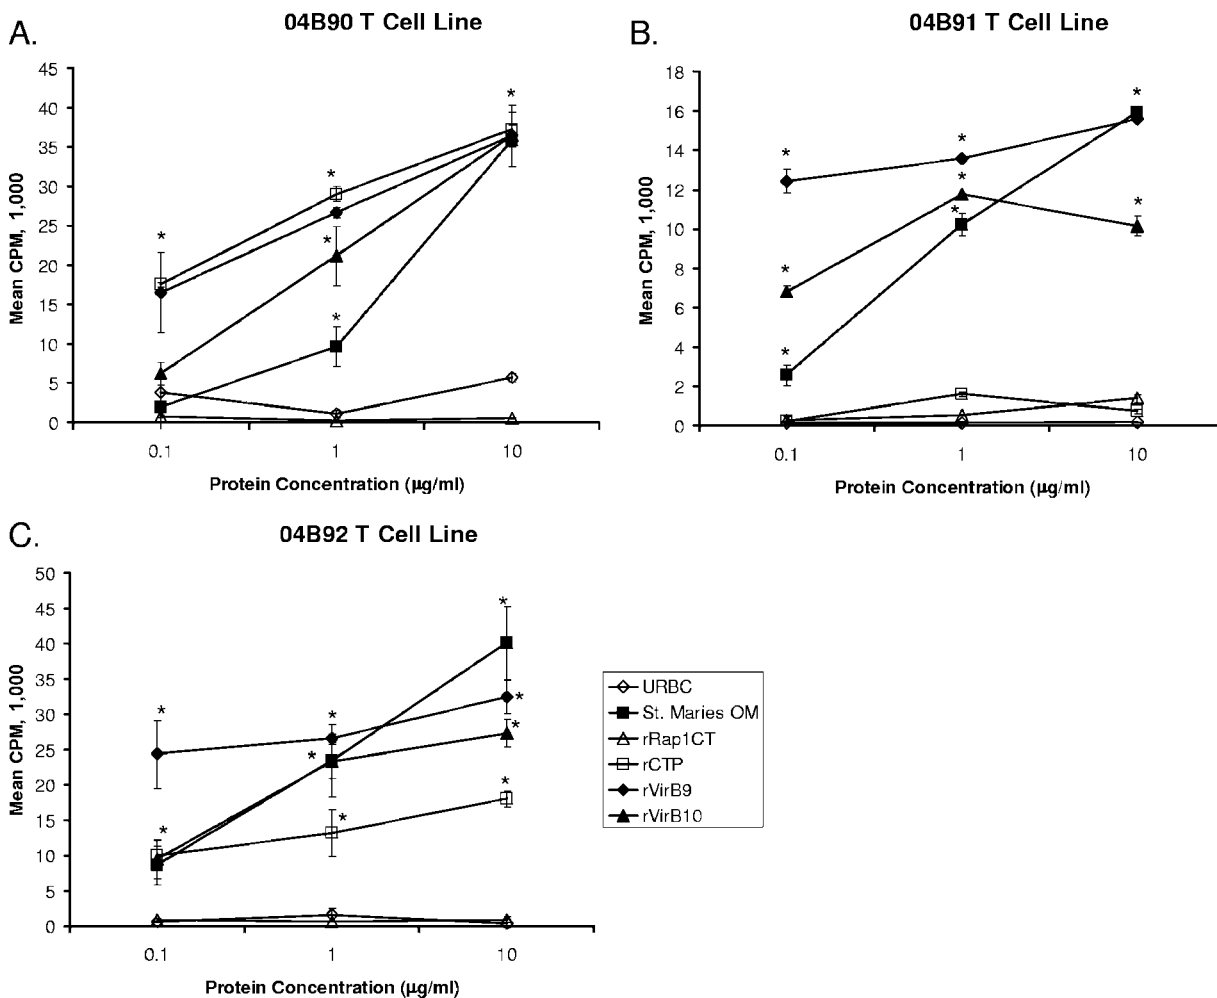 A.
04B90 T Cell Line
45
40
35
30
25
20
15
10
5
0
Mean CPM, 1,000
* * * * *
0.1 1 10
Protein Concentration (µg/ml)
B.
04B91 T Cell Line
18
16
14
12
10
8
6
4
2
0
Mean CPM, 1,000
* * * * * * * *
0.1 1 10
Protein Concentration (µg/ml)
C.
04B92 T Cell Line
50
45
40
35
30
25
20
15
10
5
0
Mean CPM, 1,000
* * * * * * * * *
0.1 1 10
Protein Concentration (µg/ml)
URBC
St. Maries OM
rRap1CT
rCTP
rVirB9
rVirB10